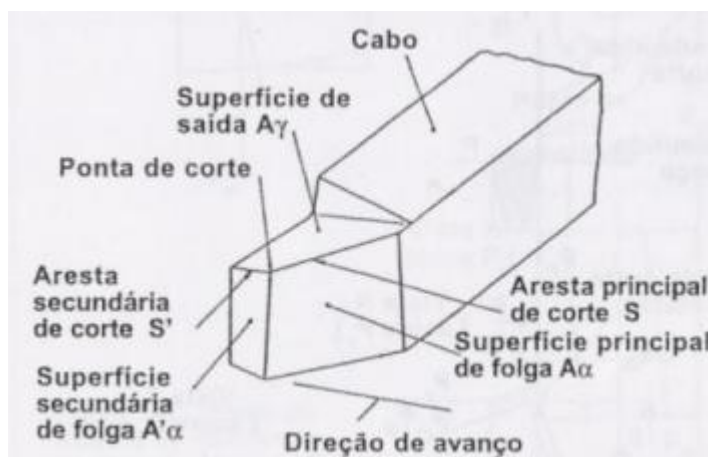 Cabo
Superfície de
saída Aγ
Ponta de corte
Aresta
secundária
de corte S'
Superfície
secundária
de folga A'α
Aresta principal
de corte S
Superfície principal
de folga Aα
Direção de avanço